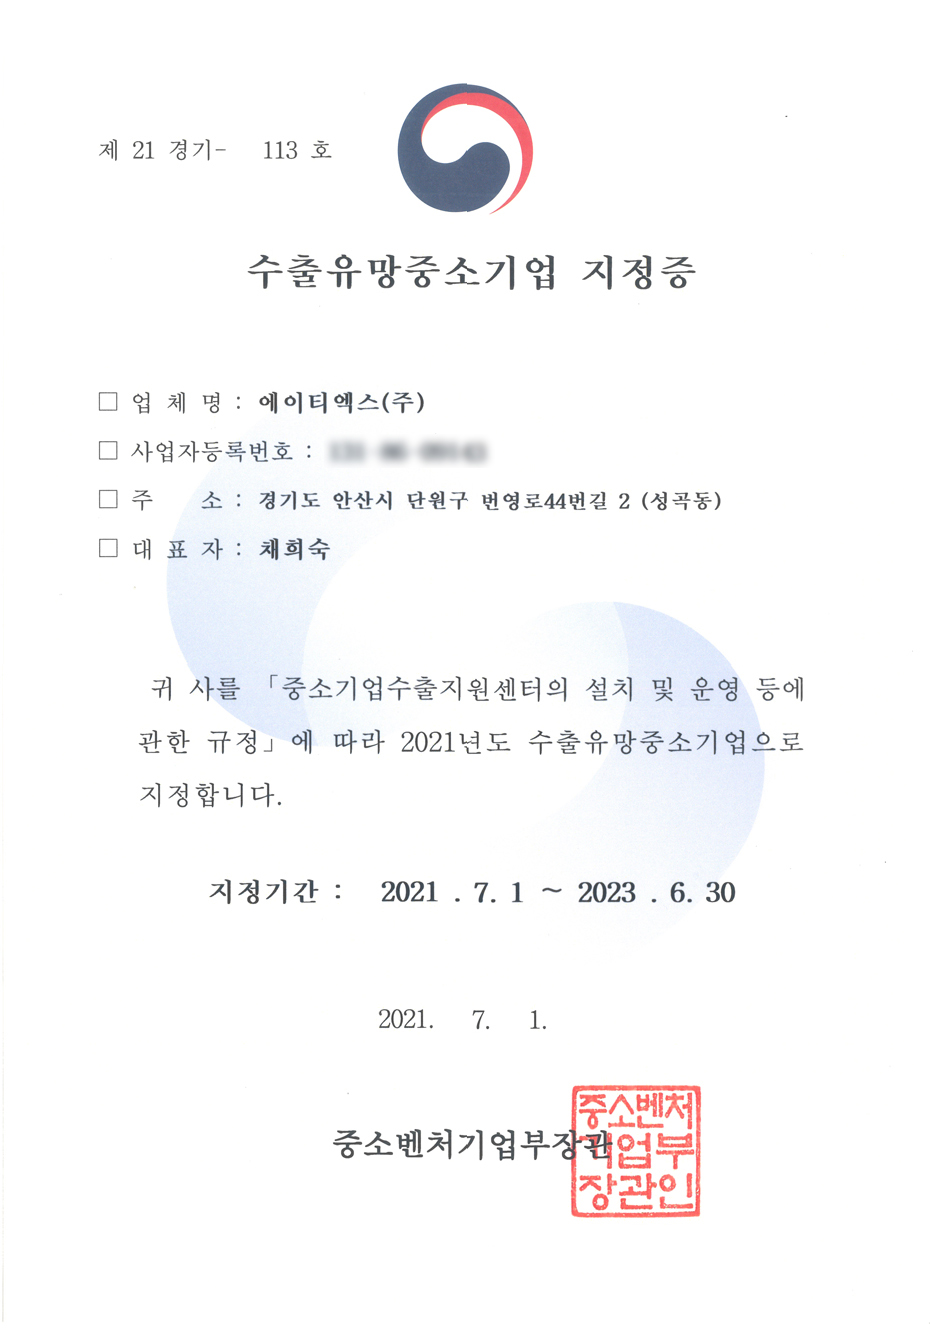 제 21 경기- 113 호
수출유망중소기업 지정증
□ 업 체 명 : 에이티엑스(주)
□ 사업자등록번호 :
□ 주 소 : 경기도 안산시 단원구 번영로44번길 2 (성곡동)
□ 대 표 자 : 채희숙
귀 사를 「중소기업수출지원센터의 설치 및 운영 등에
관한 규정」에 따라 2021년도 수출유망중소기업으로
지정합니다.
지정기간 : 2021 . 7. 1 ~ 2023 . 6. 30
2021. 7. 1.
중소벤처기업부장관
중소벤처
기업부
장관인